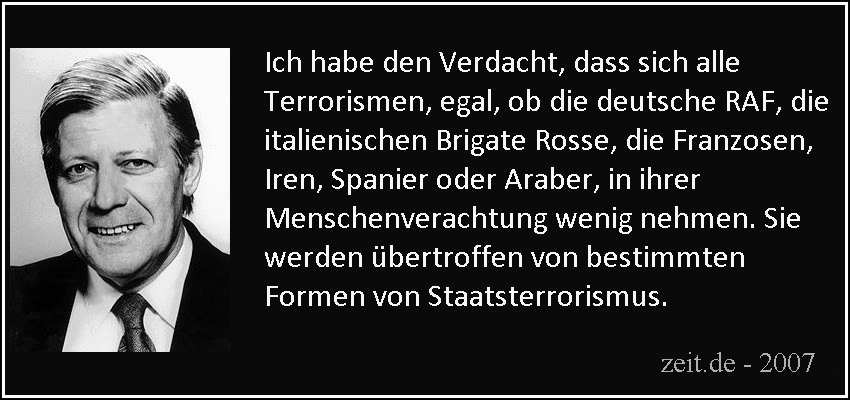 Ich habe den Verdacht, dass sich alle
Terrorismen, egal, ob die deutsche RAF, die
italienischen Brigate Rosse, die Franzosen,
Iren, Spanier oder Araber, in ihrer
Menschenverachtung wenig nehmen. Sie
werden übertroffen von bestimmten
Formen von Staatsterrorismus.
zeit.de - 2007